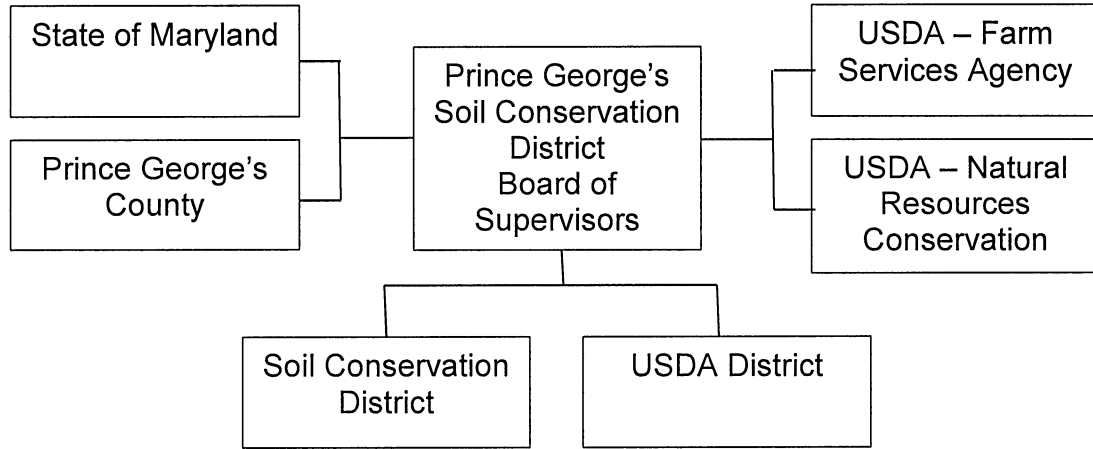 State of Maryland
Prince George's
County
Prince George's
Soil Conservation
District
Board of
Supervisors
USDA – Farm
Services Agency
USDA – Natural
Resources
Conservation
Soil Conservation
District
USDA District